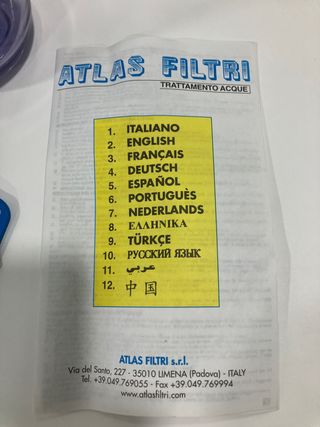 ATLAS FILTRI
TRATTAMENTO ACQUE
1. ITALIANO
2. ENGLISH
3. FRANÇAIS
4. DEUTSCH
5. ESPAÑOL
6. PORTUGUÈS
7. NEDERLANDS
8. ΕΛΛΗΝΙΚΑ
9. TÜRKÇE
10. РУССКИЙ ЯЗЫК
11. عربي
12. 中国
ATLAS FILTRI s.r.l.
Via del Santo, 227 - 35010 LIMENA (Padova) - ITALY
Tel. +39.049.769055 - Fax +39.049.769994
www.atlasfiltri.com